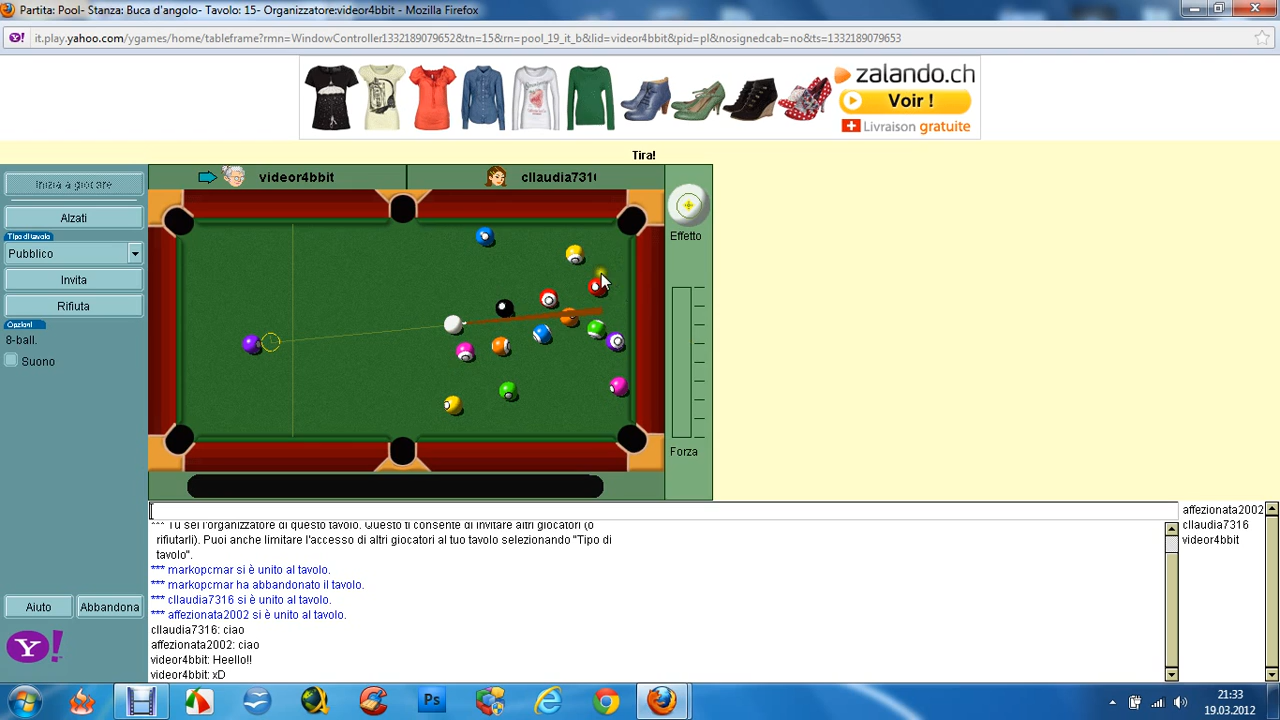 Partita: Pool- Stanza: Buca d'angolo- Tavolo: 15- Organizzatore:videor4bbit - Mozilla Firefox
it.play.yahoo.com/ygames/home/tableframe?rmn=WindowController1332189079652&tn=15&rn=pool_19_it_b&lid=videor4bbit&pid=pl&nosignedcab=no&ts=1332189079653
zalando.ch
Voir !
Livraison gratuite
Tira!
Inizia a giocare
videor4bbit
cllaudia731
Alzati
Tipo di tavolo
Pubblico
Effetto
Invita
Rifiuta
Opzioni
8-ball.
Suono
Forza
affezionata2002
cllaudia7316
videor4bbit
*** Tu sei l'organizzatore di questo tavolo. Questo ti consente di invitare altri giocatori (o
rifiutarli). Puoi anche limitare l'accesso di altri giocatori al tuo tavolo selezionando "Tipo di
tavolo".
*** markopcmar si è unito al tavolo.
*** markopcmar ha abbandonato il tavolo.
*** cllaudia7316 si è unito al tavolo.
*** affezionata2002 si è unito al tavolo.
cllaudia7316: ciao
affezionata2002: ciao
videor4bbit: Heello!!
videor4bbit: xD
Aiuto
Abbandona
Y!
Ps
21:33
19.03.2012